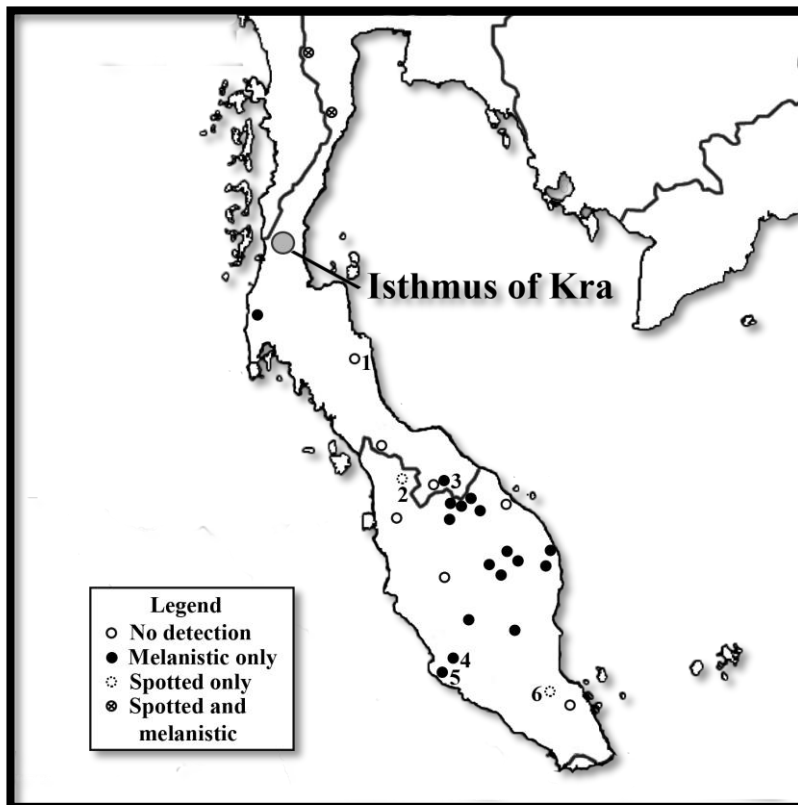 Isthmus of Kra
1
3
2
Legend
No detection
Melanistic only
Spotted only
Spotted and
melanistic
4
5
6